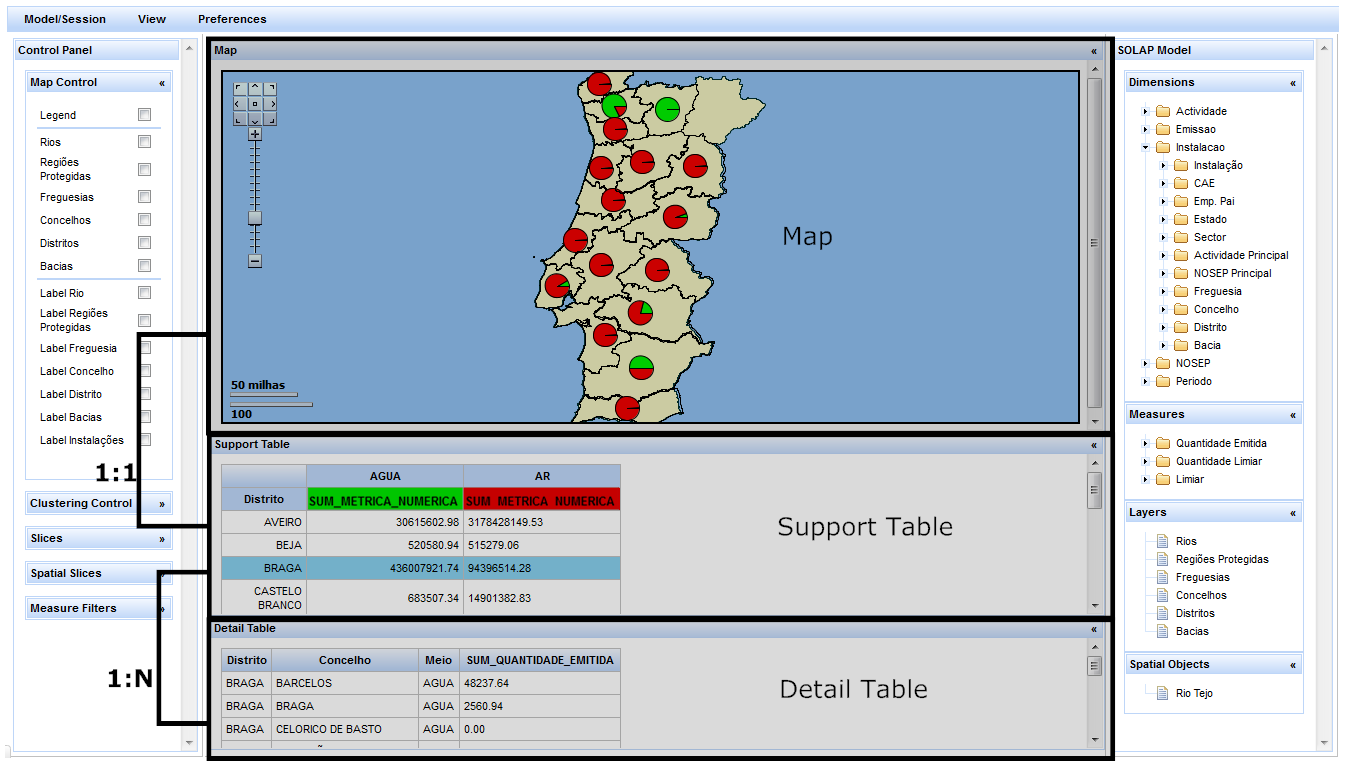 Model/Session View Preferences
Control Panel
Map Control «
Legend
Rios
Regiões
Protegidas
Freguesias
Concelhos
Distritos
Bacias
Label Rio
Label Regiões
Protegidas
Label Freguesia
Label Concelho
Label Distrito
Label Bacias
Label Instalações
1:1
Clustering Control »
Slices »
Spatial Slices »
Measure Filters »
1:N
Map «
Map
50 milhas
100
Support Table «
AGUA AR
Distrito SUM_METRICA_NUMERICA SUM_METRICA_NUMERICA
AVEIRO 30615602.98 3178428149.53
BEJA 520580.94 515279.06
BRAGA 436007921.74 94396514.28
CASTELO
BRANCO 683507.34 14901382.83
Support Table
Detail Table «
Distrito Concelho Meio SUM_QUANTIDADE_EMITIDA
BRAGA BARCELOS AGUA 48237.64
BRAGA BRAGA AGUA 2560.94
BRAGA CELORICO DE BASTO AGUA 0.00
Detail Table
SOLAP Model
Dimensions «
Actividade
Emissao
Instalacao
Instalação
CAE
Emp. Pai
Estado
Sector
Actividade Principal
NOSEP Principal
Freguesia
Concelho
Distrito
Bacia
NOSEP
Periodo
Measures «
Quantidade Emitida
Quantidade Limiar
Limiar
Layers «
Rios
Regiões Protegidas
Freguesias
Concelhos
Distritos
Bacias
Spatial Objects «
Rio Tejo